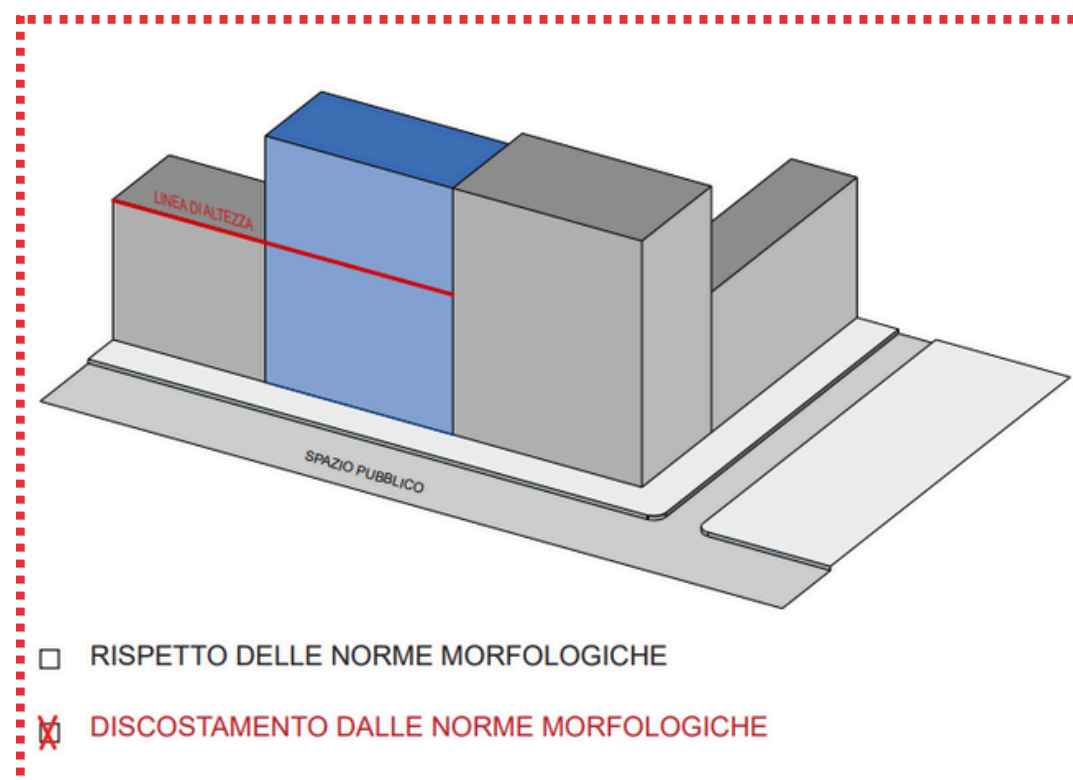 LINEA DI ALTEZZA
SPAZIO PUBBLICO
RISPETTO DELLE NORME MORFOLOGICHE
DISCOSTAMENTO DALLE NORME MORFOLOGICHE